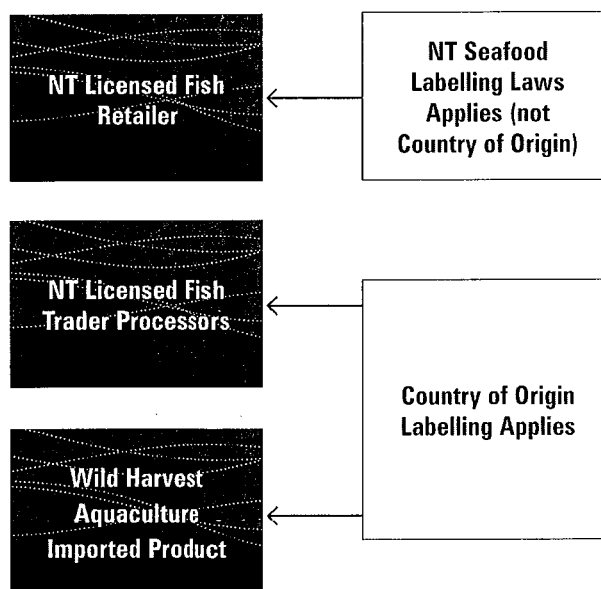 NT Licensed Fish
Retailer
NT Seafood
Labelling Laws
Applies (not
Country of Origin)
NT Licensed Fish
Trader Processors
Country of Origin
Labelling Applies
Wild Harvest
Aquaculture
Imported Product